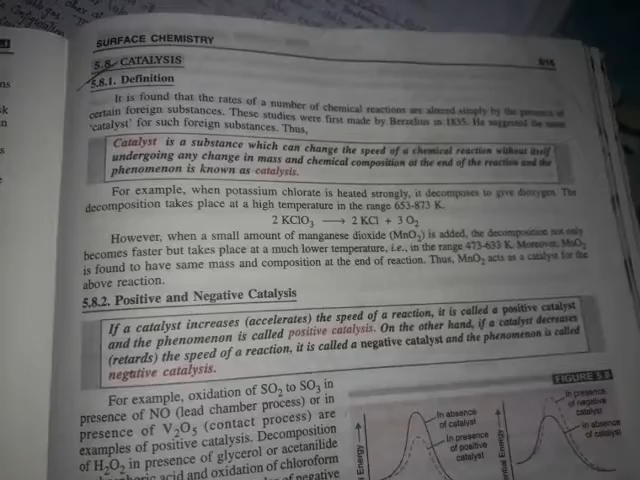 SURFACE CHEMISTRY
5.8. CATALYSIS
5.8.1. Definition
It is found that the rates of a number of chemical reactions are altered simply by the presence of
certain foreign substances. These studies were first made by Berzelius in 1835. He suggested the name
'catalyst' for such foreign substances. Thus,
Catalyst is a substance which can change the speed of a chemical reaction without itself
undergoing any change in mass and chemical composition at the end of the reaction and the
phenomenon is known as catalysis.
For example, when potassium chlorate is heated strongly, it decomposes to give dioxygen. The
decomposition takes place at a high temperature in the range 653-873 K.
2 KClO₃ ⟶ 2 KCl + 3 O₂
However, when a small amount of manganese dioxide (MnO₂) is added, the decomposition not only
becomes faster but takes place at a much lower temperature, i.e., in the range 473-633 K. Moreover, MnO₂
is found to have same mass and composition at the end of reaction. Thus, MnO₂ acts as a catalyst for the
above reaction.
5.8.2. Positive and Negative Catalysis
If a catalyst increases (accelerates) the speed of a reaction, it is called a positive catalyst
and the phenomenon is called positive catalysis. On the other hand, if a catalyst decreases
(retards) the speed of a reaction, it is called a negative catalyst and the phenomenon is called
negative catalysis.
For example, oxidation of SO₂ to SO₃ in
presence of NO (lead chamber process) or in
presence of V₂O₅ (contact process) are
examples of positive catalysis. Decomposition
of H₂O₂ in presence of glycerol or acetanilide
acid and oxidation of chloroform
of negative
FIGURE 5.8
In absence
of catalyst
In presence
of positive
catalyst
Energy
In presence
of negative
catalyst
In absence
of catalyst
Energy